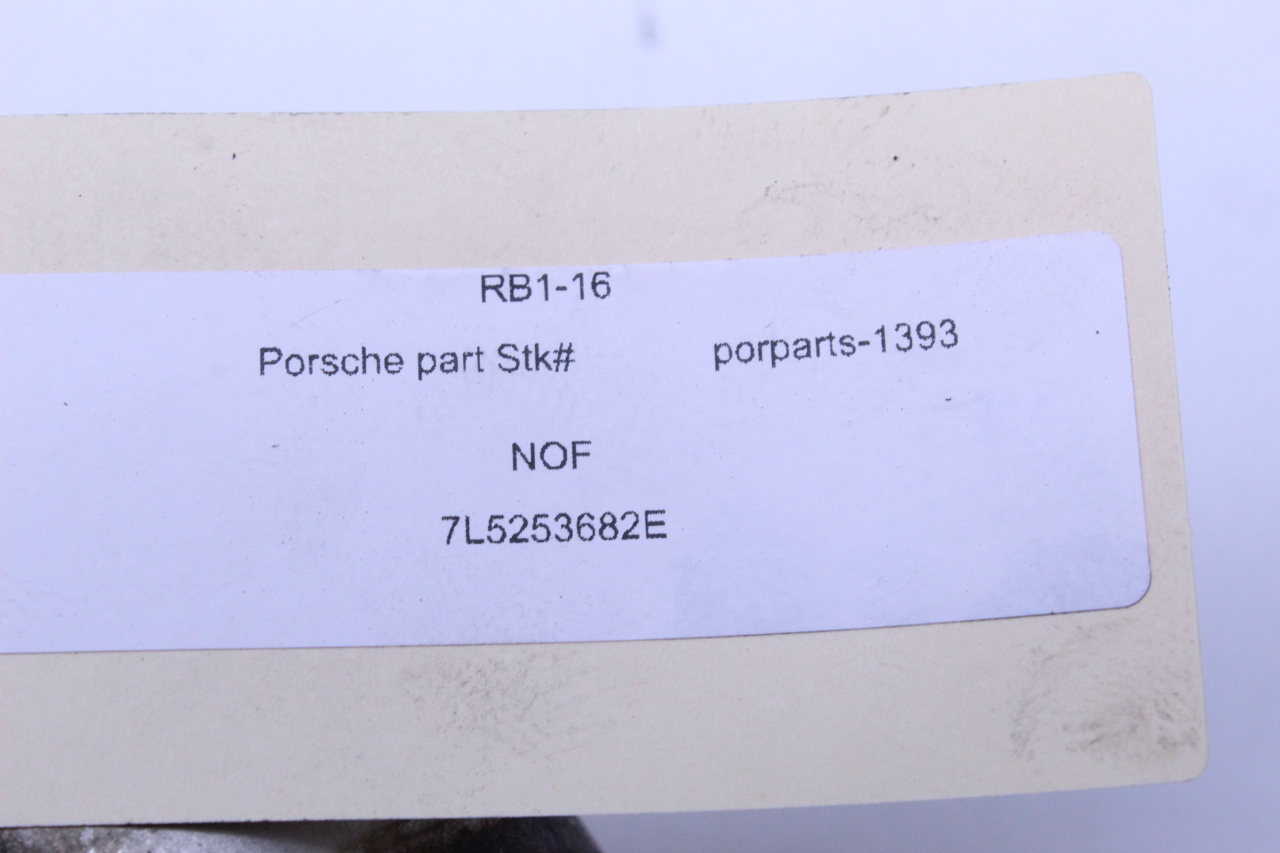 RB1-16
Porsche part Stk# porparts-1393
NOF
7L5253682E